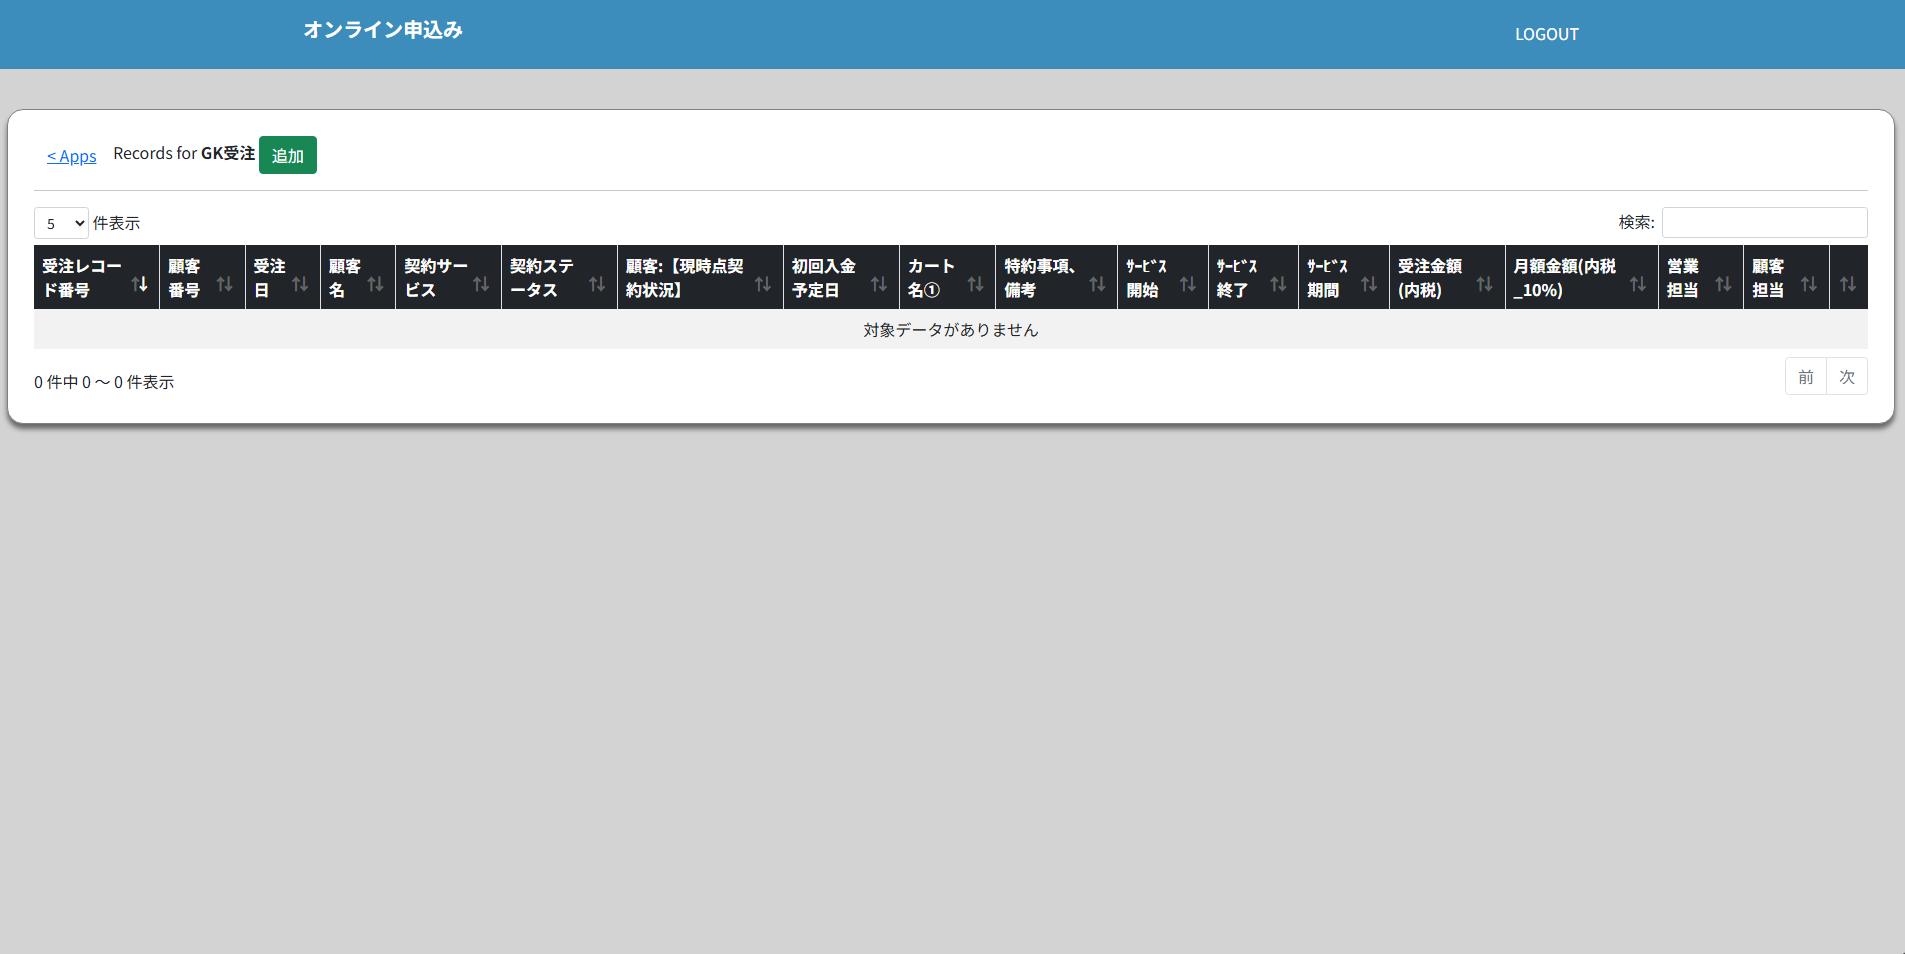 オンライン申込み
LOGOUT
< Apps Records for GK受注 追加
5 件表示
検索:
受注レコード番号
顧客番号
受注日
顧客名
契約サービス
契約ステータス
顧客:【現時点契約状況】
初回入金予定日
カート名①
特約事項、備考
ｻｰﾋﾞｽ開始
ｻｰﾋﾞｽ終了
ｻｰﾋﾞｽ期間
受注金額(内税)
月額金額(内税_10%)
営業担当
顧客担当
対象データがありません
0 件中 0 ～ 0 件表示
前 次